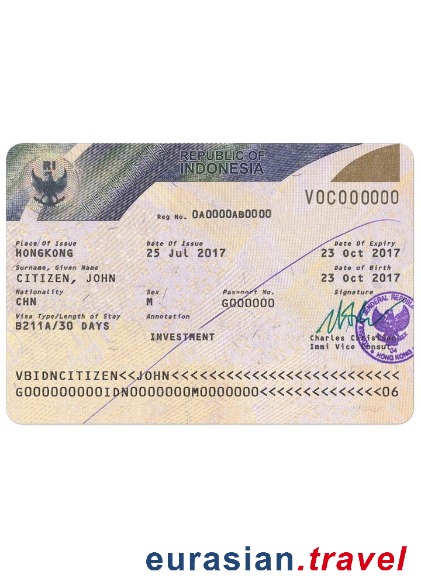 RI
REPUBLIC OF
INDONESIA
V0C000000
Reg No. 0A0000AB0000
Place Of Issue Date Of Issue Date Of Expiry
HONGKONG 25 Jul 2017 23 Oct 2017
Surname, Given Name Date of Birth
CITIZEN, JOHN 23 Oct 2017
Nationality Sex Passport No. Signature
CHN M G000000
Visa Type/Length of Stay Annotation
B211A/30 DAYS
INVESTMENT
Charles Christian
Immi Vice Consul
HONG KONG
VBIDNCITIZEN<<JOHN<<<<<<<<<<<<<<<<<<<<<<<<<<
G000000000IDN0000000M0000000<<<<<<<<<<<<<<06
eurasian.travel